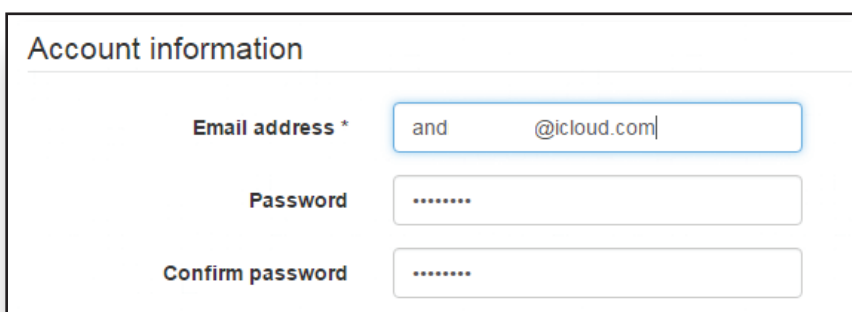 Account information
Email address * and @icloud.com
Password ••••••••
Confirm password ••••••••